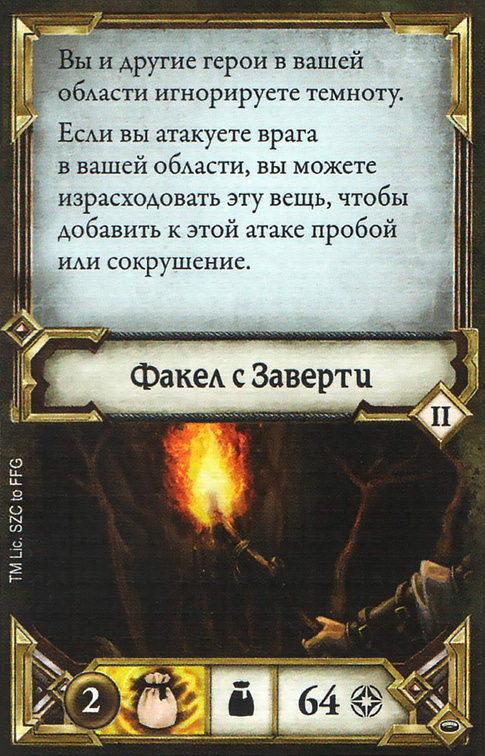 Вы и другие герои в вашей
области игнорируете темноту.
Если вы атакуете врага
в вашей области, вы можете
израсходовать эту вещь, чтобы
добавить к этой атаке пробой
или сокрушение.
Факел с Заверти
II
TM Lic. SZC to FFG
2
64